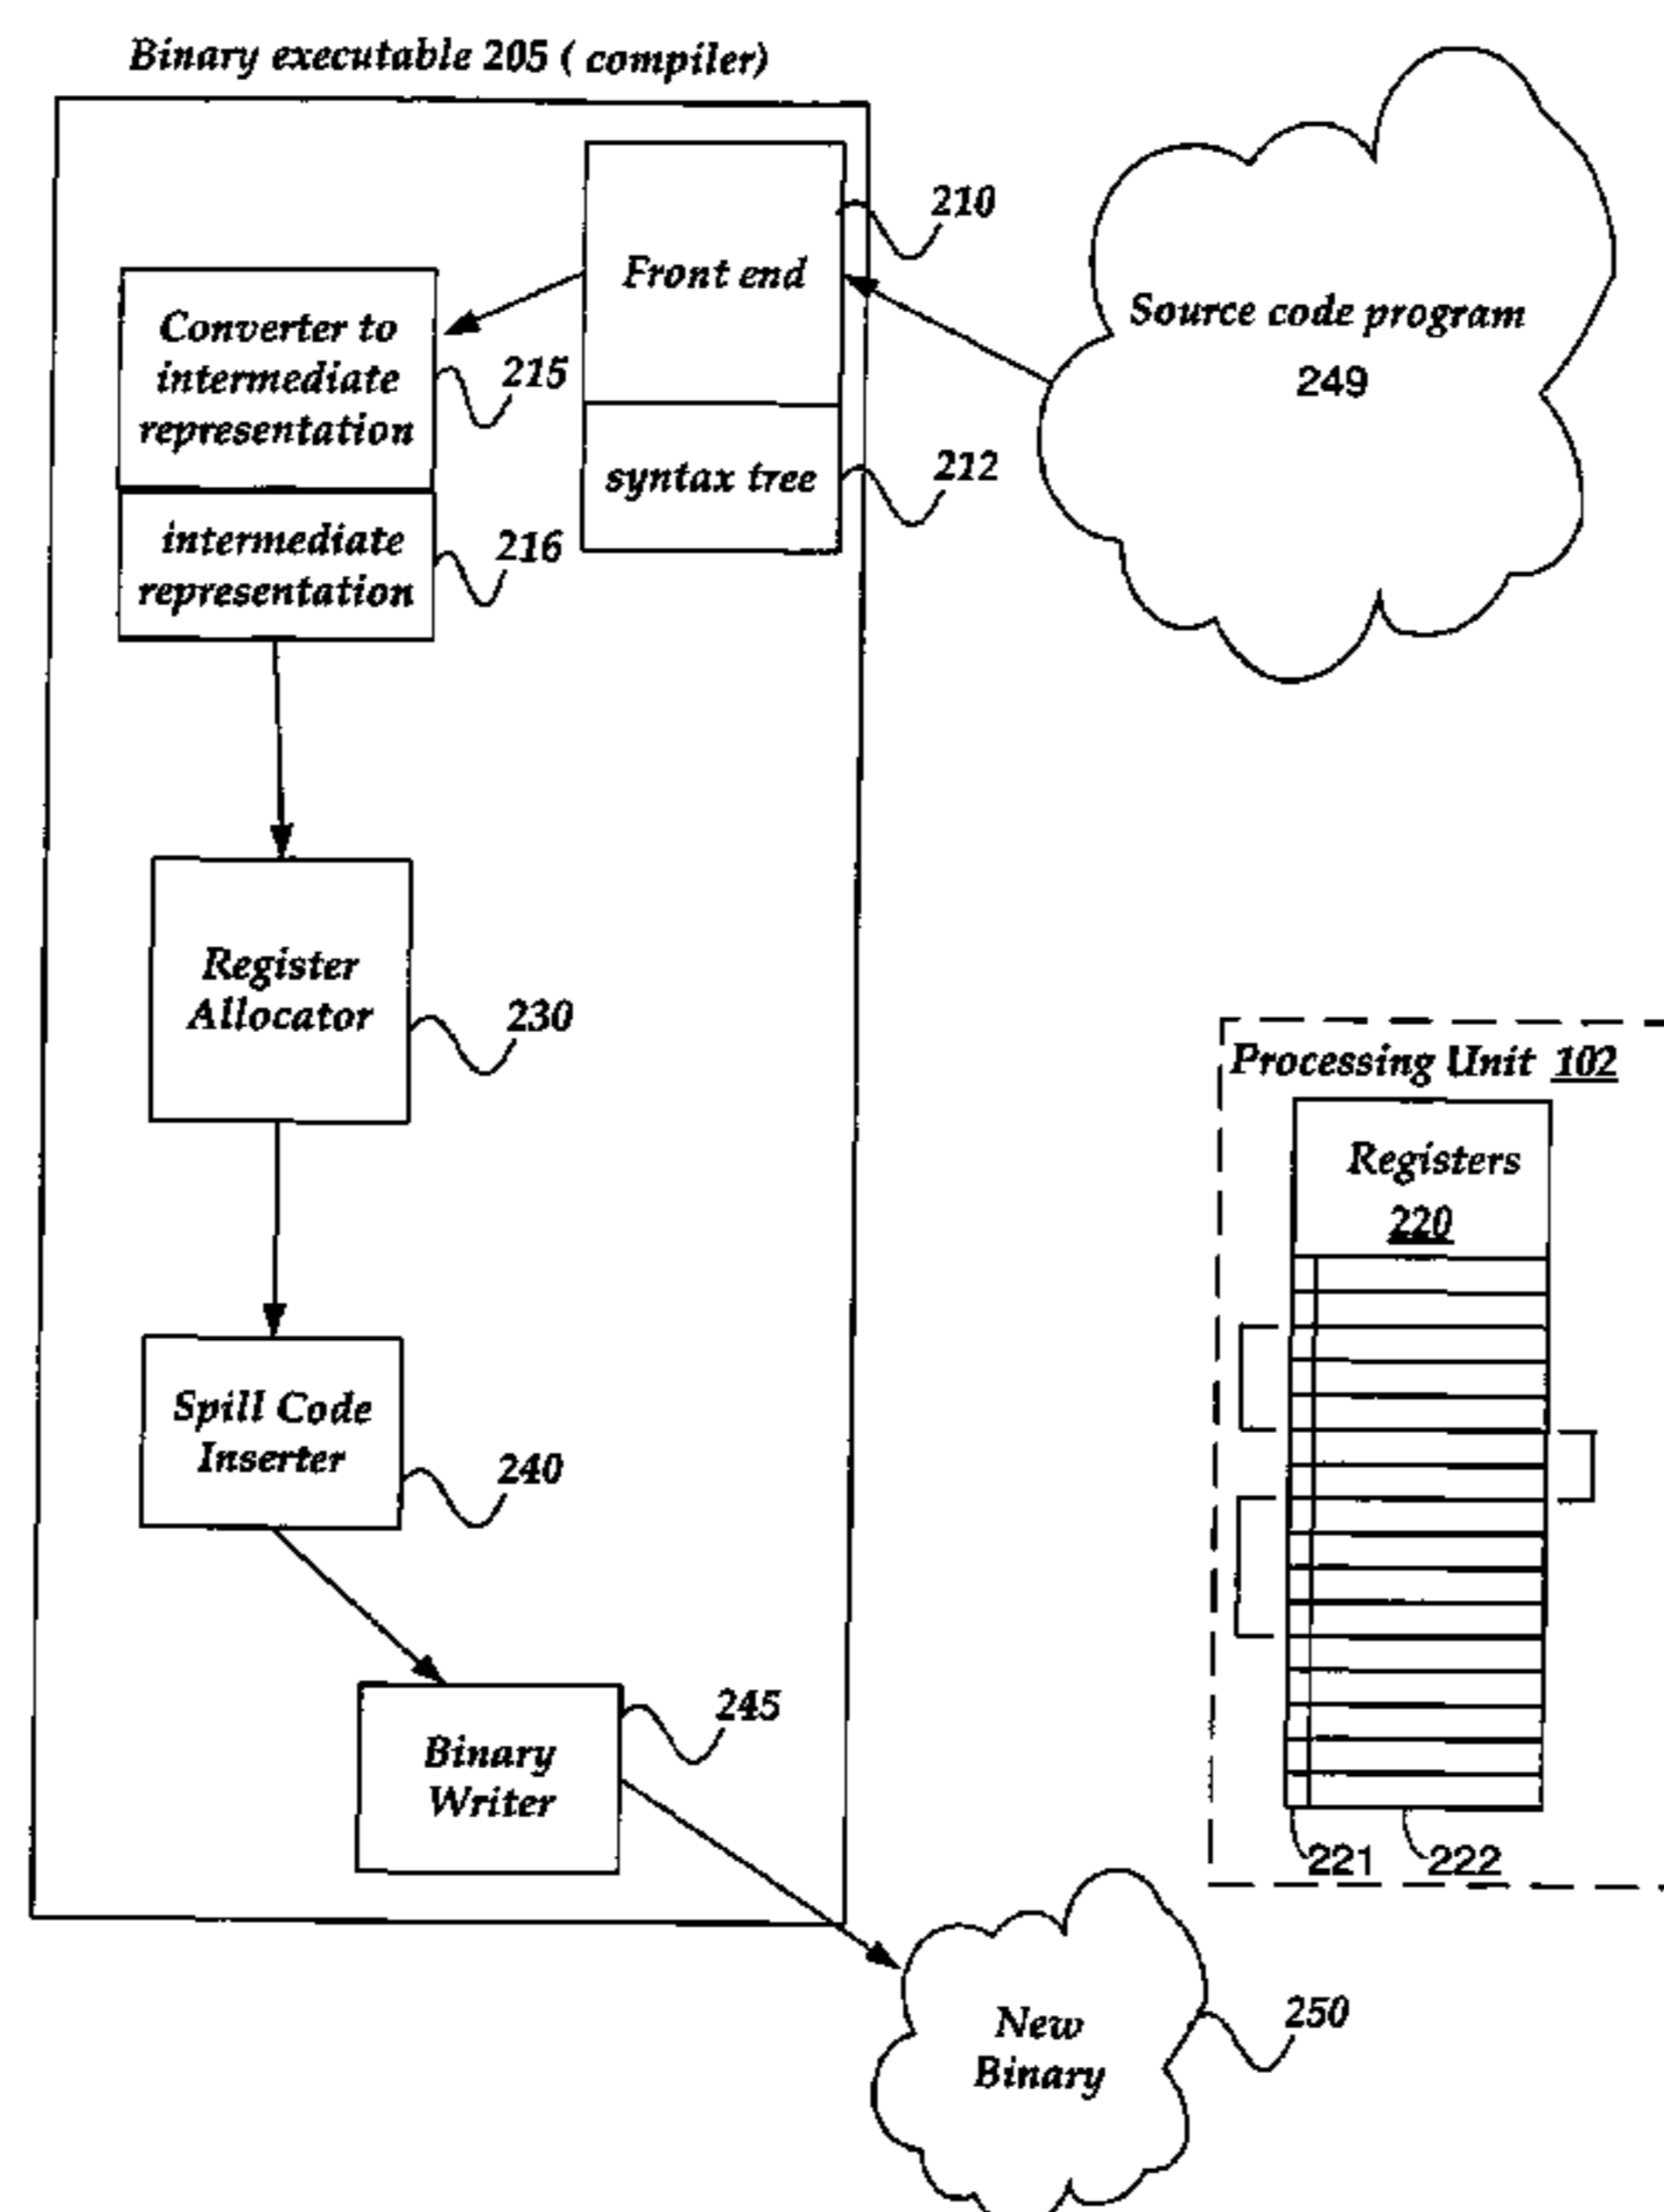 Binary executable 205 ( compiler)
210
Front end
Source code program
249
Converter to
intermediate
representation
215
syntax tree
212
intermediate
representation
216
Register
Allocator
230
Processing Unit 102
Registers
220
Spill Code
Inserter
240
245
Binary
Writer
221
222
New
Binary
250